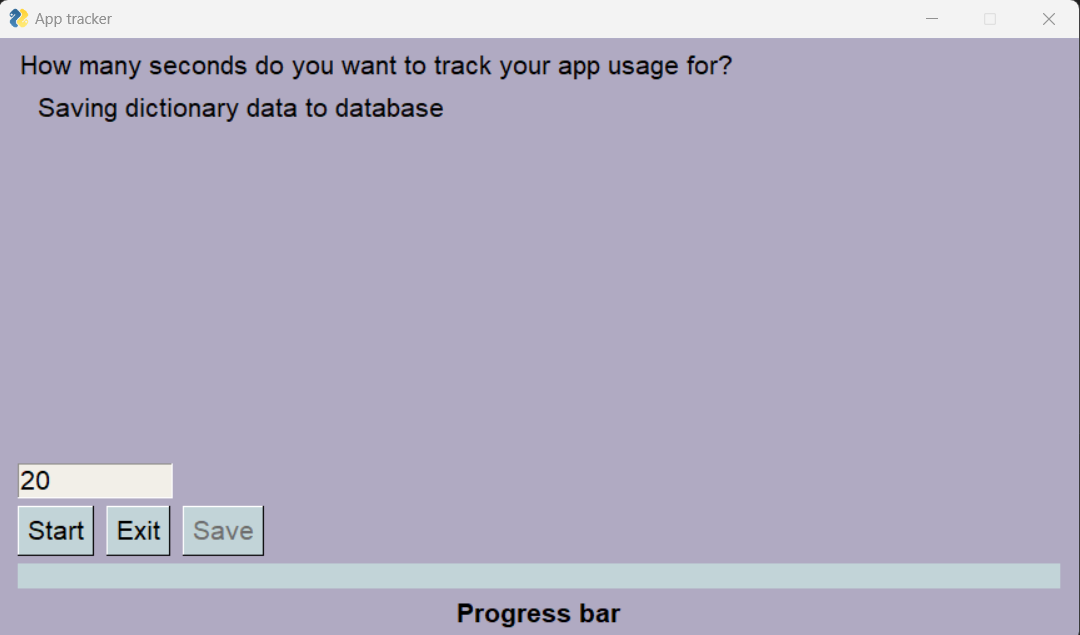 App tracker
How many seconds do you want to track your app usage for?
Saving dictionary data to database
20
Start Exit Save
Progress bar